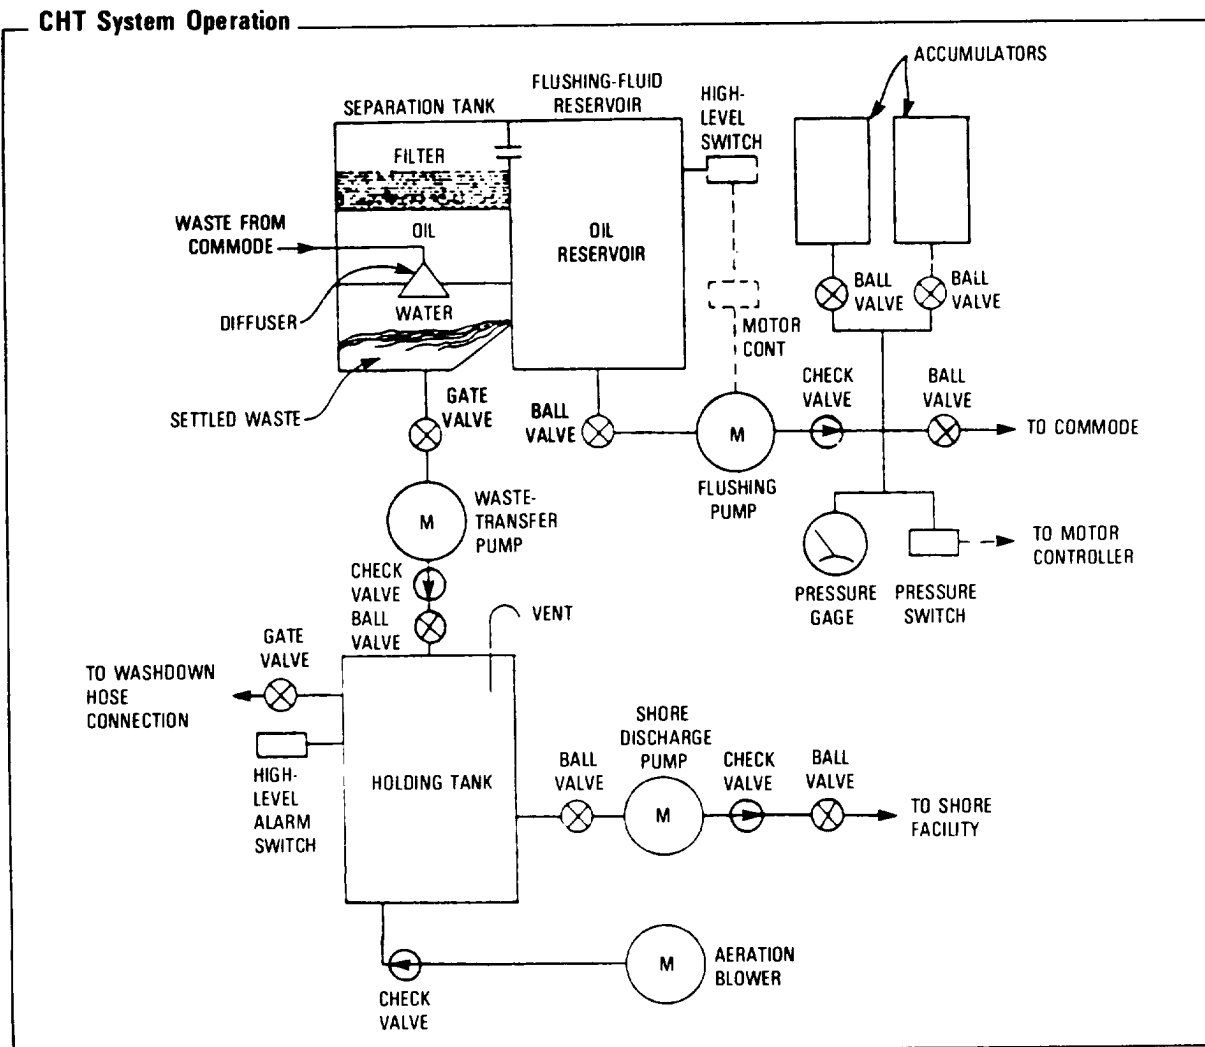 CHT System Operation
ACCUMULATORS
FLUSHING-FLUID
RESERVOIR
SEPARATION TANK
HIGH-
LEVEL
SWITCH
FILTER
WASTE FROM
COMMODE
OIL
OIL
RESERVOIR
BALL
VALVE
BALL
VALVE
DIFFUSER
WATER
MOTOR
CONT
SETTLED WASTE
GATE
VALVE
BALL
VALVE
M
FLUSHING
PUMP
CHECK
VALVE
BALL
VALVE
TO COMMODE
M
WASTE-
TRANSFER
PUMP
PRESSURE
GAGE
PRESSURE
SWITCH
TO MOTOR
CONTROLLER
CHECK
VALVE
BALL
VALVE
VENT
GATE
VALVE
TO WASHDOWN
HOSE
CONNECTION
HIGH-
LEVEL
ALARM
SWITCH
HOLDING TANK
BALL
VALVE
SHORE
DISCHARGE
PUMP
M
CHECK
VALVE
BALL
VALVE
TO SHORE
FACILITY
M
AERATION
BLOWER
CHECK
VALVE